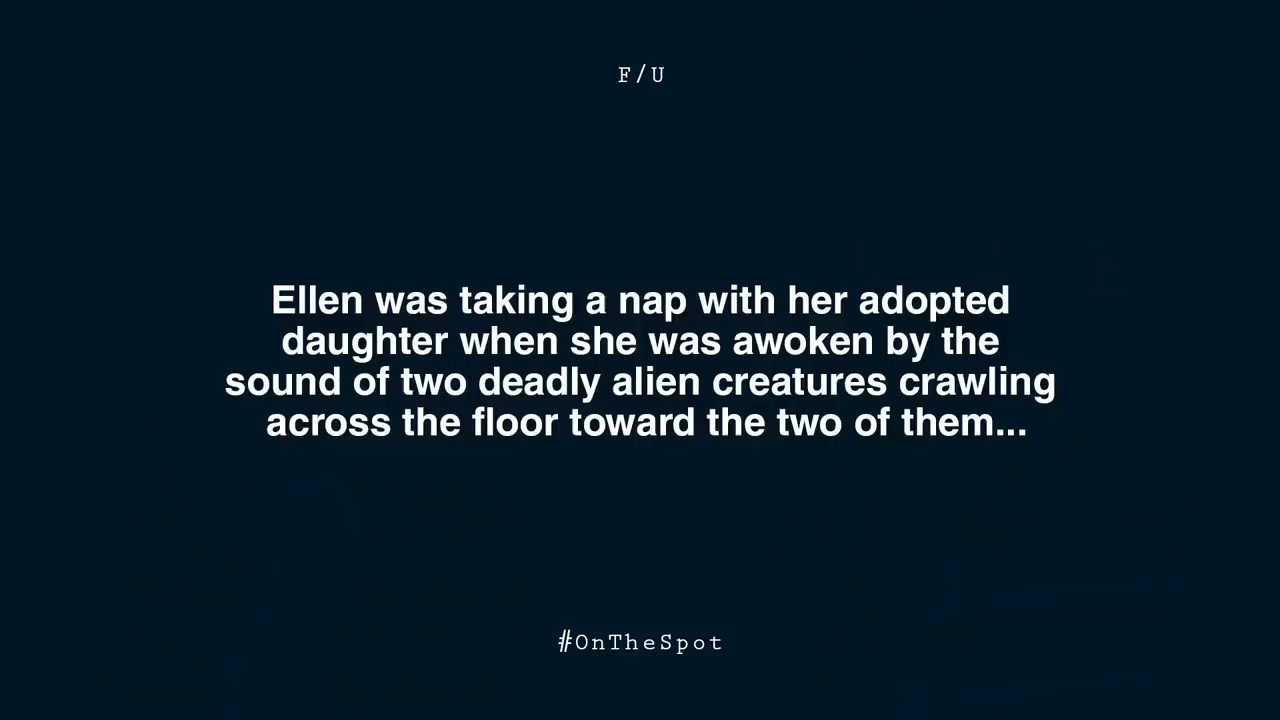 F/U
Ellen was taking a nap with her adopted
daughter when she was awoken by the
sound of two deadly alien creatures crawling
across the floor toward the two of them...
#OnTheSpot